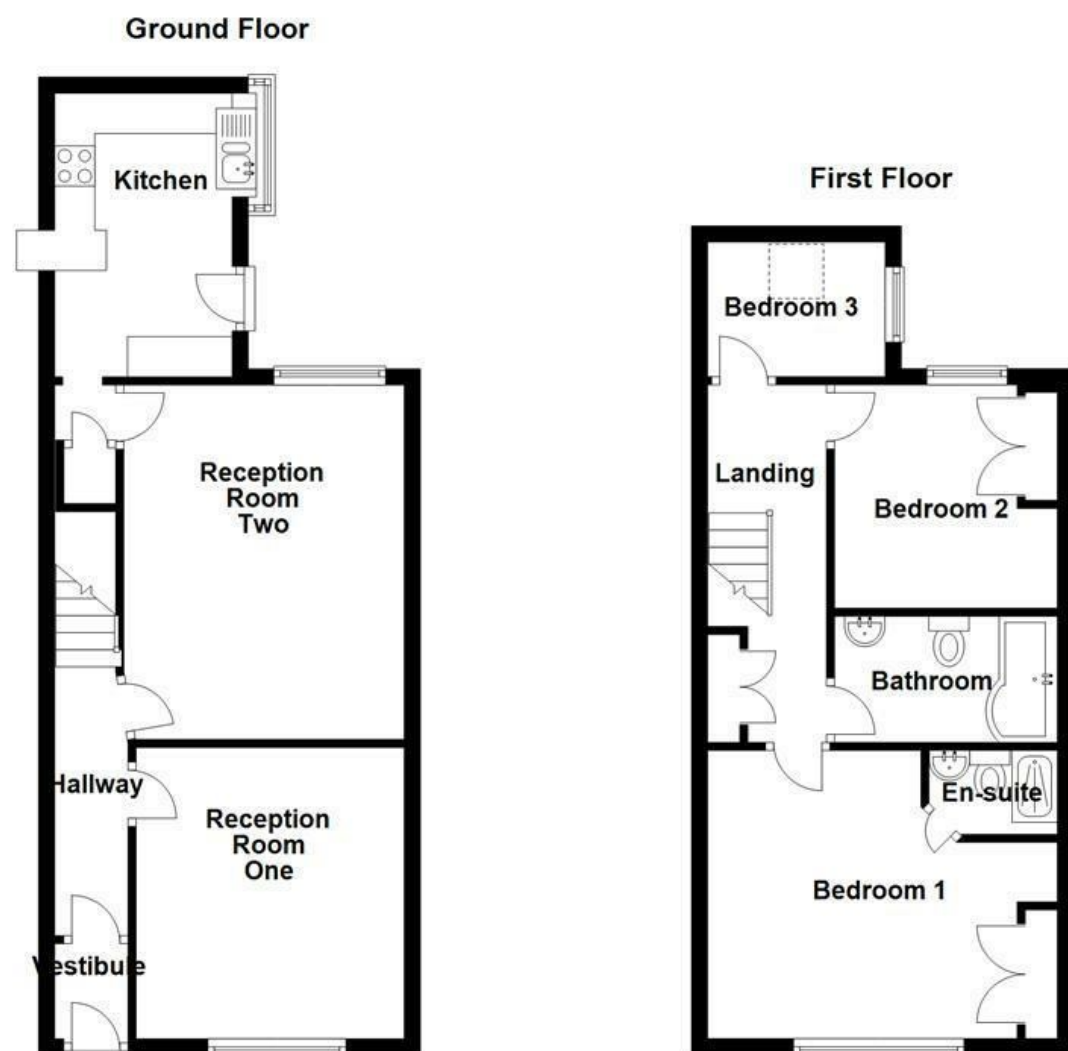 Ground Floor
Kitchen
Reception
Room
Two
Hallway
Reception
Room
One
Vestibule
First Floor
Bedroom 3
Landing
Bedroom 2
Bathroom
En-suite
Bedroom 1